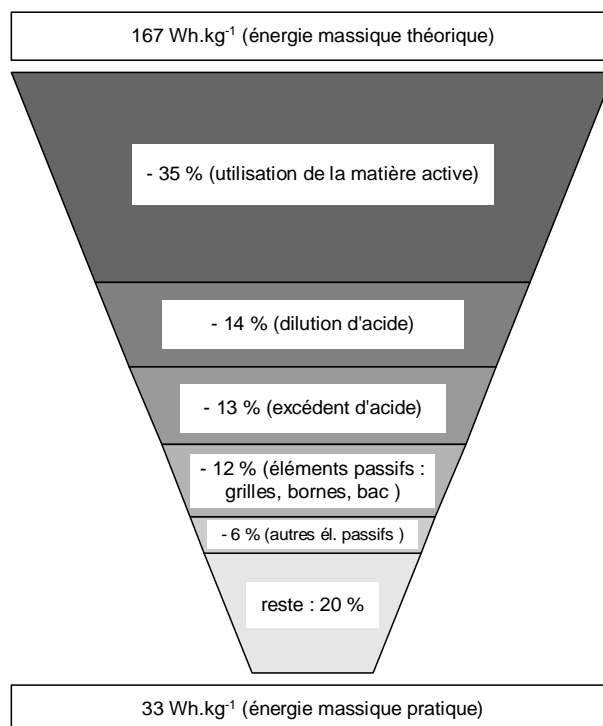 167 Wh.kg⁻¹ (énergie massique théorique)
- 35 % (utilisation de la matière active)
- 14 % (dilution d'acide)
- 13 % (excédent d'acide)
- 12 % (éléments passifs :
grilles, bornes, bac )
- 6 % (autres él. passifs )
reste : 20 %
33 Wh.kg⁻¹ (énergie massique pratique)